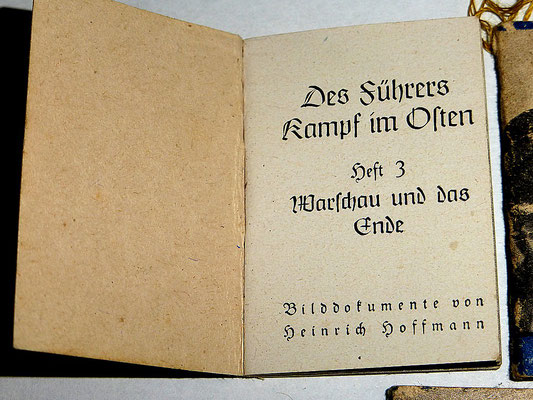 Des Führers
Kampf im Oſten
Heft 3
Warſchau und das
Ende
Bilddokumente von
Heinrich Hoffmann